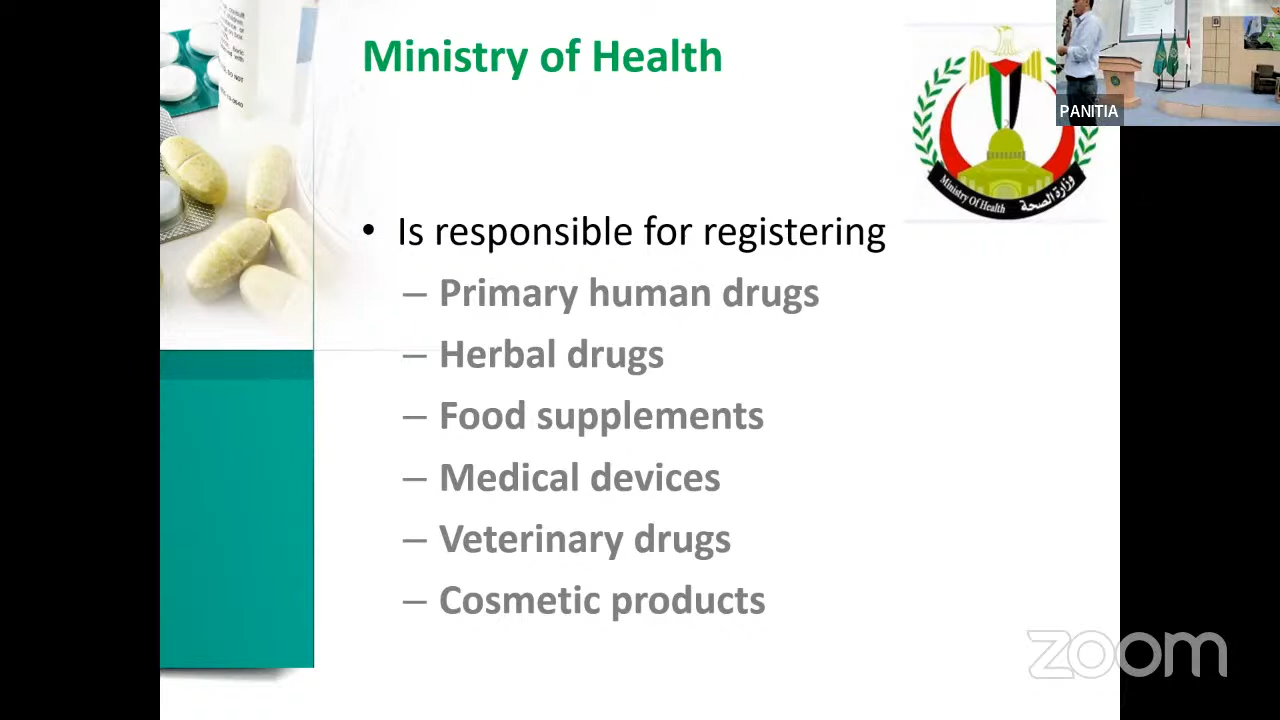 Ministry of Health
PANITIA
Ministry Of Health وزارة الصحة
• Is responsible for registering
– Primary human drugs
– Herbal drugs
– Food supplements
– Medical devices
– Veterinary drugs
– Cosmetic products
zoom